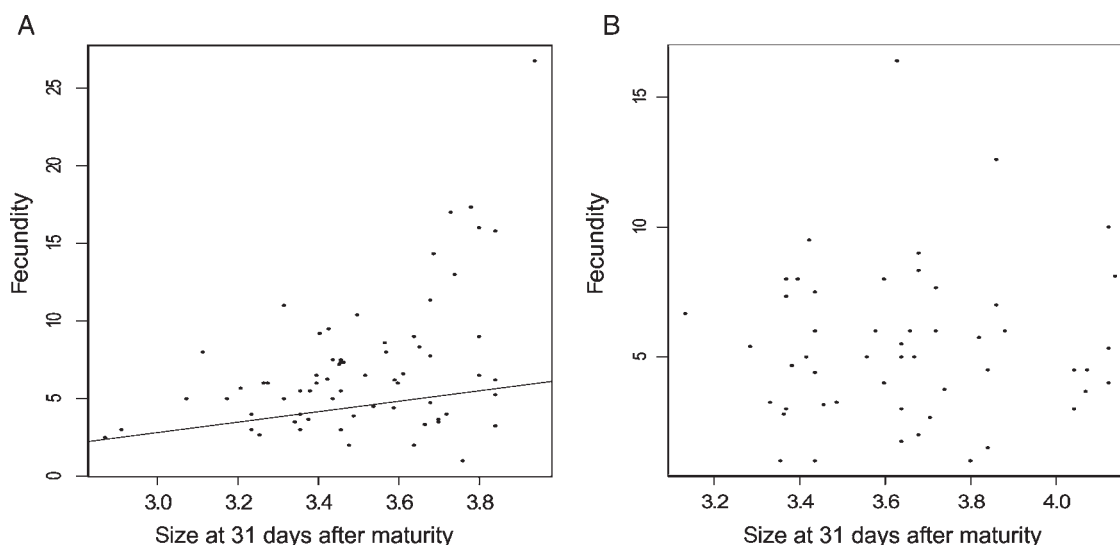 A
Fecundity
25
20
15
10
5
0
3.0 3.2 3.4 3.6 3.8
Size at 31 days after maturity
B
Fecundity
15
10
5
3.2 3.4 3.6 3.8 4.0
Size at 31 days after maturity